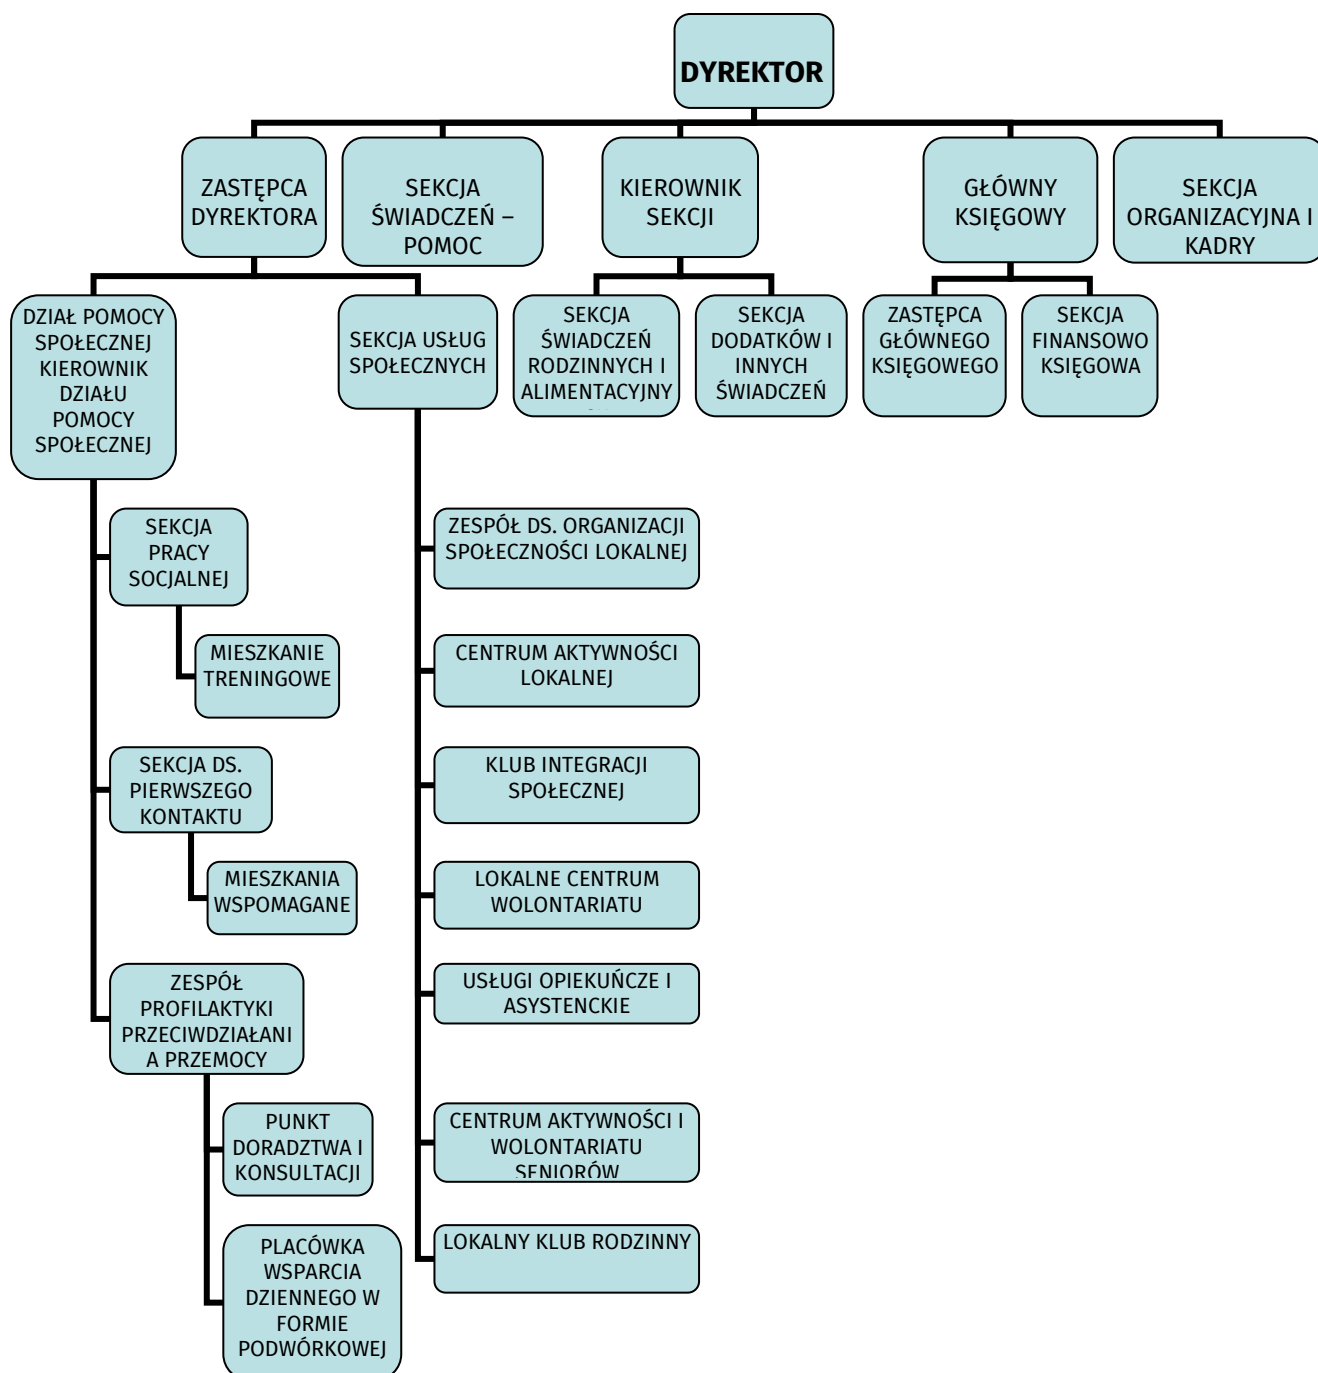 DYREKTOR
ZASTĘPCA
DYREKTORA
SEKCJA
ŚWIADCZEŃ –
POMOC
KIEROWNIK
SEKCJI
GŁÓWNY
KSIĘGOWY
SEKCJA
ORGANIZACYJNA I
KADRY
DZIAŁ POMOCY
SPOŁECZNEJ
KIEROWNIK
DZIAŁU
POMOCY
SPOŁECZNEJ
SEKCJA USŁUG
SPOŁECZNYCH
SEKCJA
ŚWIADCZEŃ
RODZINNYCH I
ALIMENTACYJNY
SEKCJA
DODATKÓW I
INNYCH
ŚWIADCZEŃ
ZASTĘPCA
GŁÓWNEGO
KSIĘGOWEGO
SEKCJA
FINANSOWO
KSIĘGOWA
SEKCJA
PRACY
SOCJALNEJ
MIESZKANIE
TRENINGOWE
SEKCJA DS.
PIERWSZEGO
KONTAKTU
MIESZKANIA
WSPOMAGANE
ZESPÓŁ
PROFILAKTYKI
PRZECIWDZIAŁANI
A PRZEMOCY
PUNKT
DORADZTWA I
KONSULTACJI
PLACÓWKA
WSPARCIA
DZIENNEGO W
FORMIE
PODWÓRKOWEJ
ZESPÓŁ DS. ORGANIZACJI
SPOŁECZNOŚCI LOKALNEJ
CENTRUM AKTYWNOŚCI
LOKALNEJ
KLUB INTEGRACJI
SPOŁECZNEJ
LOKALNE CENTRUM
WOLONTARIATU
USŁUGI OPIEKUŃCZE I
ASYSTENCKIE
CENTRUM AKTYWNOŚCI I
WOLONTARIATU
SENIORÓW
LOKALNY KLUB RODZINNY